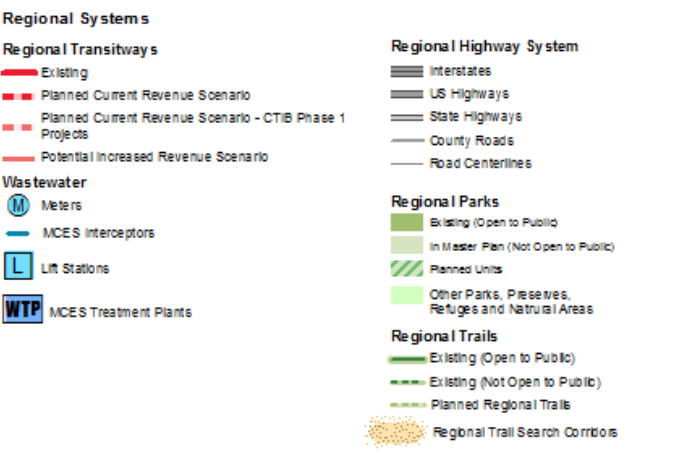 Regional Systems
Regional Transitways
Existing
Planned Current Revenue Scenario
Planned Current Revenue Scenario - CTIB Phase 1
Projects
Potential Increased Revenue Scenario
Wastewater
M Meters
MCES Interceptors
L Lift Stations
WTP MCES Treatment Plants
Regional Highway System
Interstates
US Highways
State Highways
County Roads
Road Centerlines
Regional Parks
Existing (Open to Public)
In Master Plan (Not Open to Public)
Planned Units
Other Parks, Preserves,
Refuges and Natrural Areas
Regional Trails
Existing (Open to Public)
Existing (Not Open to Public)
Planned Regional Trails
Regional Trail Search Corridors